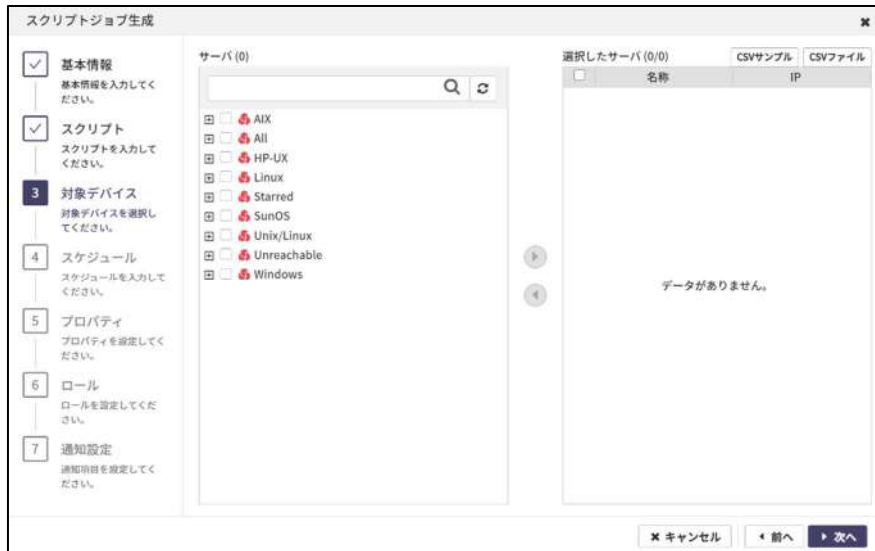 スクリプトジョブ生成
基本情報
基本情報を入力してく
ださい。
スクリプト
スクリプトを入力して
ください。
3 対象デバイス
対象デバイスを選択し
てください。
4 スケジュール
スケジュールを入力して
ください。
5 プロパティ
プロパティを設定してく
ださい。
6 ロール
ロールを設定してくだ
さい。
7 通知設定
通知項目を設定してく
ださい。
サーバ (0)
AIX
All
HP-UX
Linux
Starred
SunOS
Unix/Linux
Unreachable
Windows
選択したサーバ (0/0) CSVサンプル CSVファイル
名称 IP
データがありません。
キャンセル 前へ 次へ